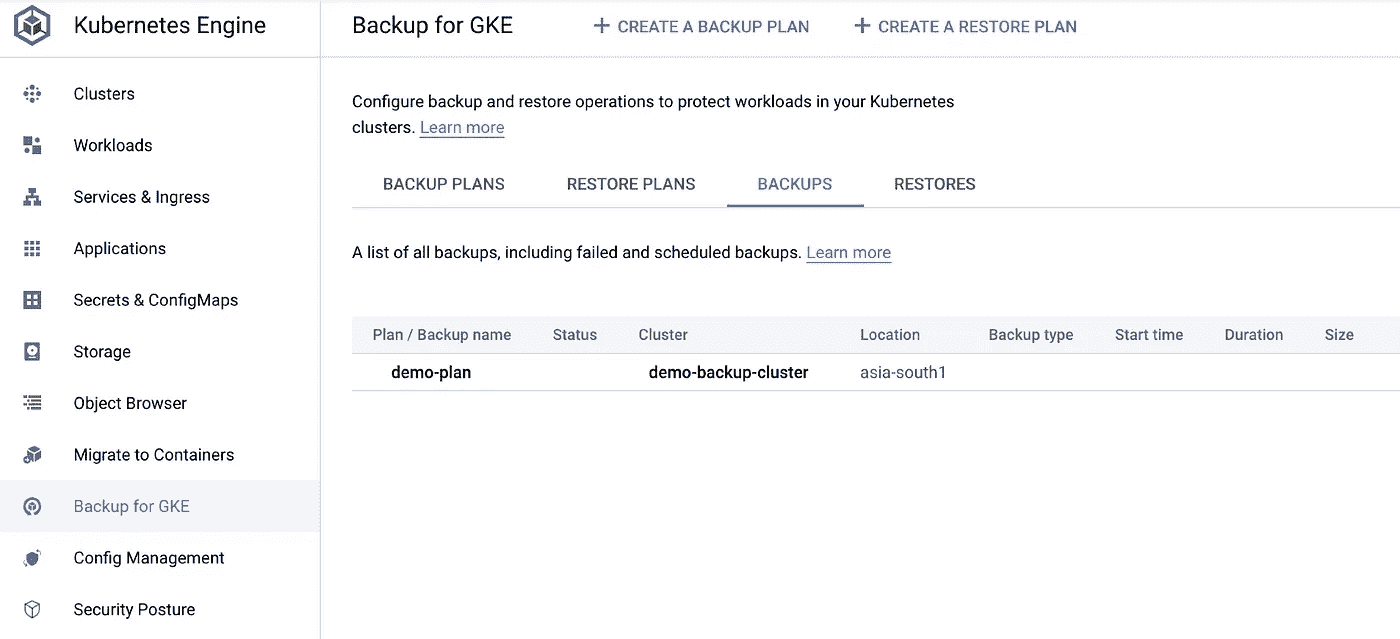 Kubernetes Engine
Backup for GKE
CREATE A BACKUP PLAN
CREATE A RESTORE PLAN
Clusters
Workloads
Services & Ingress
Applications
Secrets & ConfigMaps
Storage
Object Browser
Migrate to Containers
Backup for GKE
Config Management
Security Posture
Configure backup and restore operations to protect workloads in your Kubernetes
clusters. Learn more
BACKUP PLANS RESTORE PLANS BACKUPS RESTORES
A list of all backups, including failed and scheduled backups. Learn more
Plan / Backup name Status Cluster Location Backup type Start time Duration Size
demo-plan demo-backup-cluster asia-south1